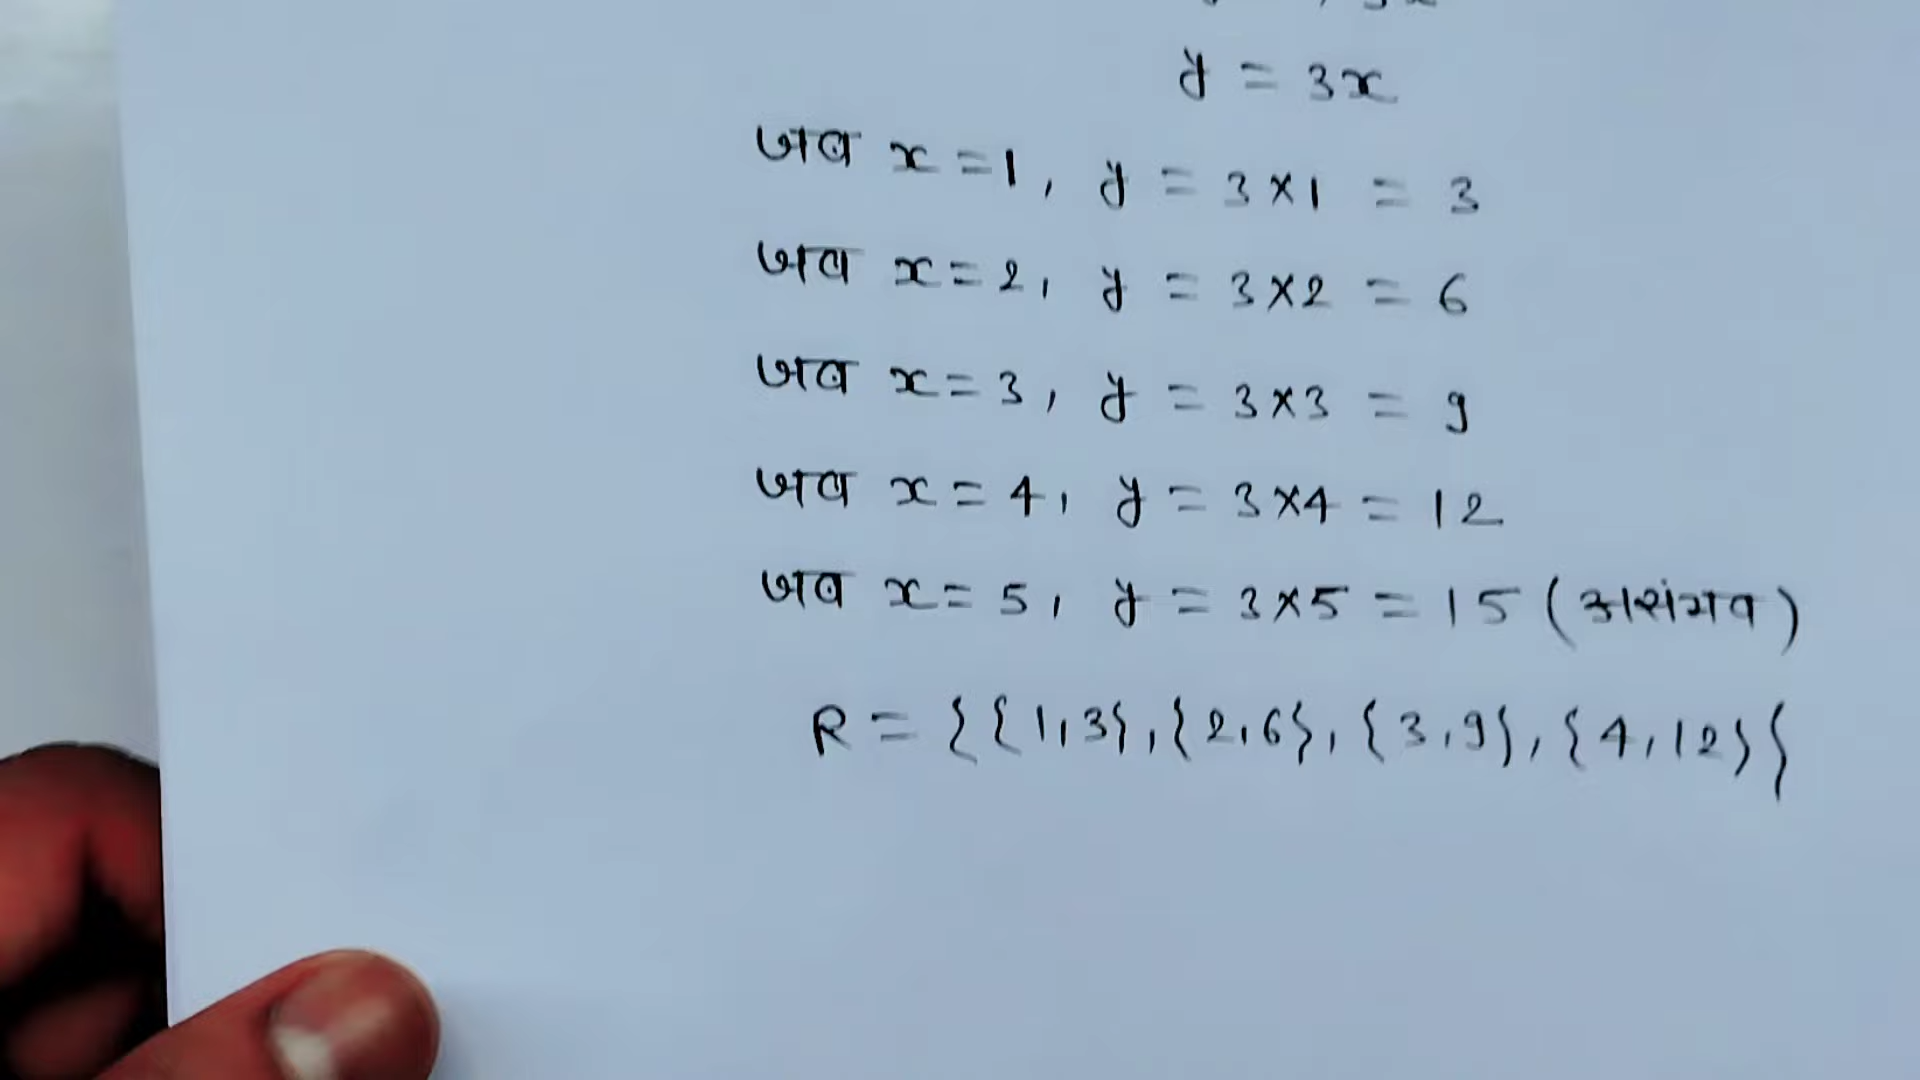 y = 3x
जब x = 1, y = 3×1 = 3
जब x = 2, y = 3×2 = 6
जब x = 3, y = 3×3 = 9
जब x = 4, y = 3×4 = 12
जब x = 5, y = 3×5 = 15 (असंभव)
R = {{1,3},{2,6},{3,9},{4,12}}